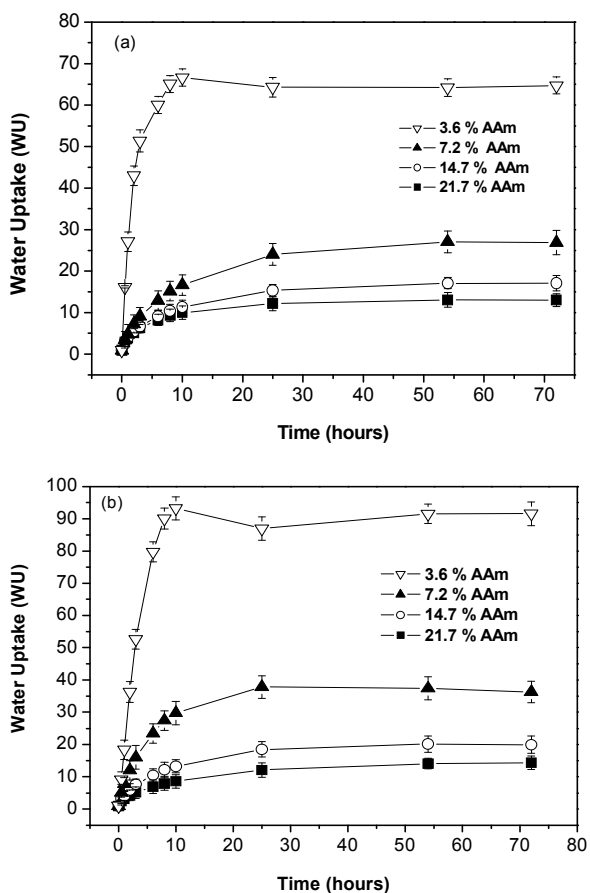 (a)
80
70
60
50
40
30
20
10
0
Water Uptake (WU)
3.6 % AAm
7.2 % AAm
14.7 % AAm
21.7 % AAm
0 10 20 30 40 50 60 70
Time (hours)
(b)
100
90
80
70
60
50
40
30
20
10
0
Water Uptake (WU)
3.6 % AAm
7.2 % AAm
14.7 % AAm
21.7 % AAm
0 10 20 30 40 50 60 70 80
Time (hours)